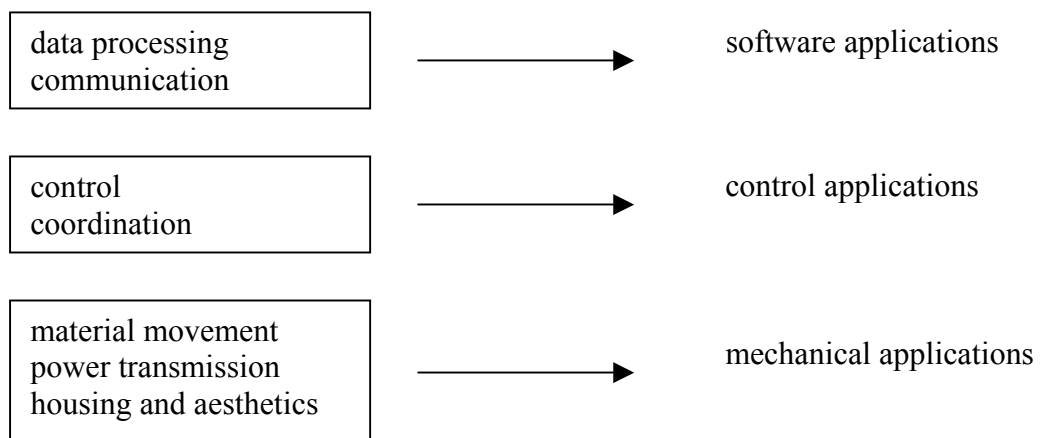 data processing
communication
software applications
control
coordination
control applications
material movement
power transmission
housing and aesthetics
mechanical applications